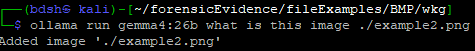 ┌──(bdsh㉿kali)-[~/forensicEvidence/fileExamples/BMP/wkg]
└─$ ollama run gemma4:26b what is this image ./example2.png
Added image './example2.png'